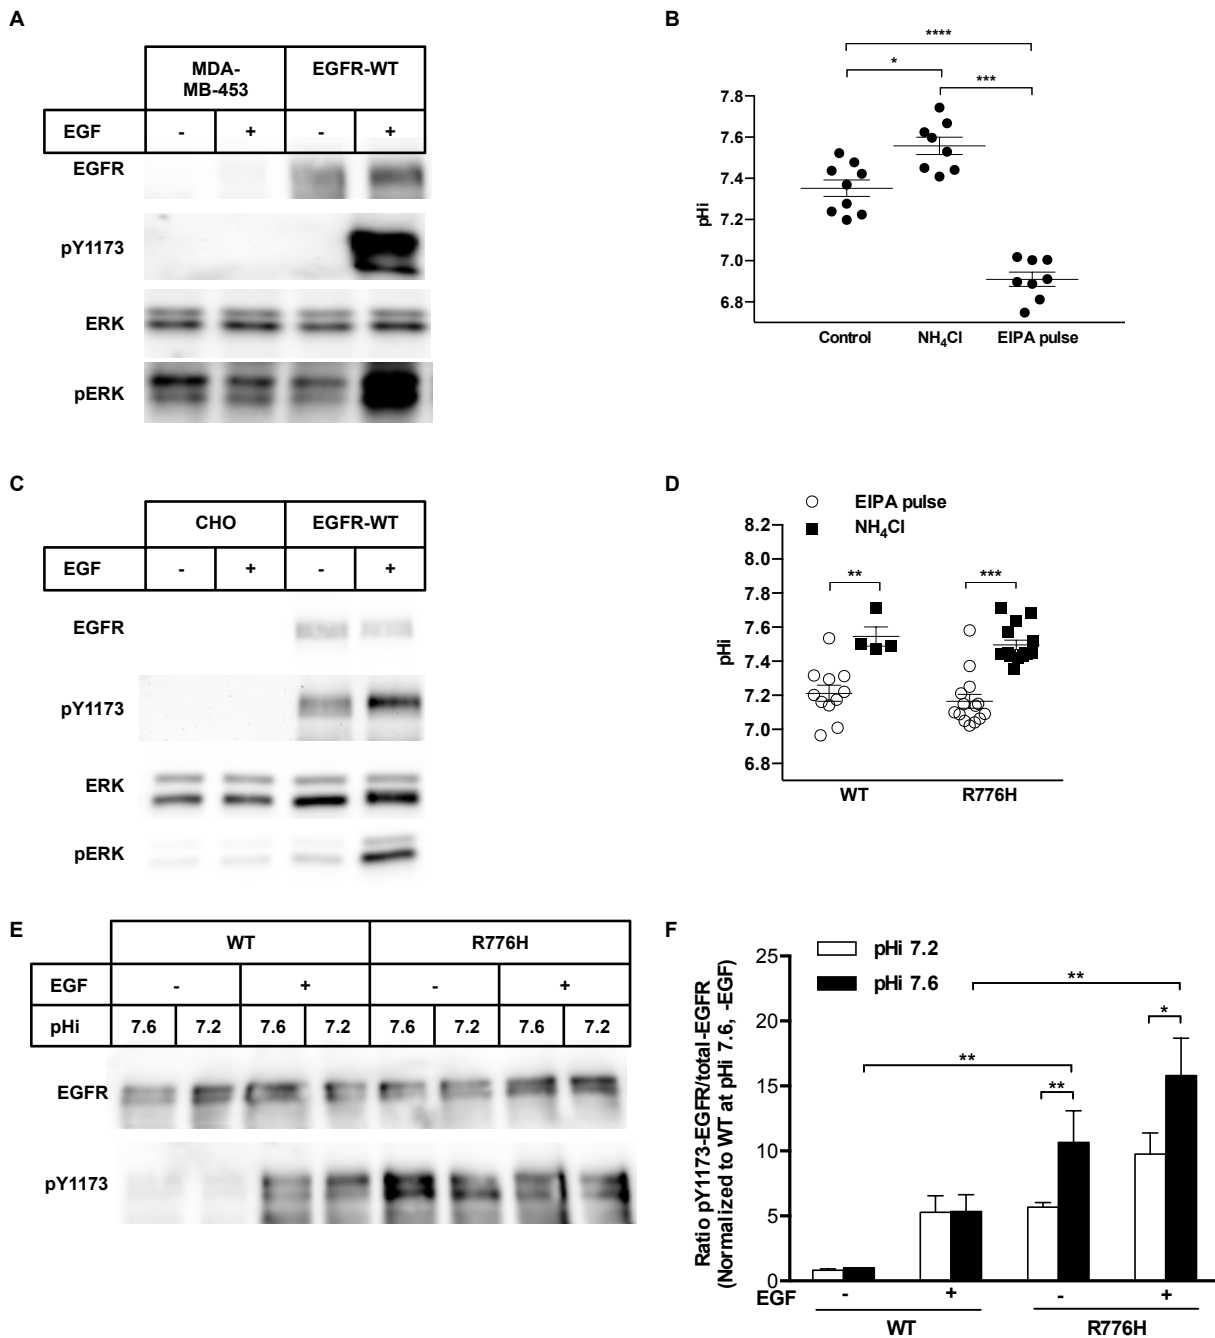 A
MDA-
MB-453
EGFR-WT
EGF - + - +
EGFR
pY1173
ERK
pERK
B
****
* ***
7.8
7.6
7.4
7.2
7.0
6.8
pHi
Control NH4Cl EIPA pulse
C
CHO EGFR-WT
EGF - + - +
EGFR
pY1173
ERK
pERK
D
EIPA pulse
NH4Cl
8.2
8.0
7.8
7.6
7.4
7.2
7.0
6.8
pHi
** ***
WT R776H
E
WT R776H
EGF - + - +
pHi 7.6 7.2 7.6 7.2 7.6 7.2 7.6 7.2
EGFR
pY1173
F
pHi 7.2
pHi 7.6
25
20
15
10
5
0
Ratio pY1173-EGFR/total-EGFR
(Normalized to WT at pHi 7.6, -EGF)
**
*
**
**
EGF - + - +
WT R776H